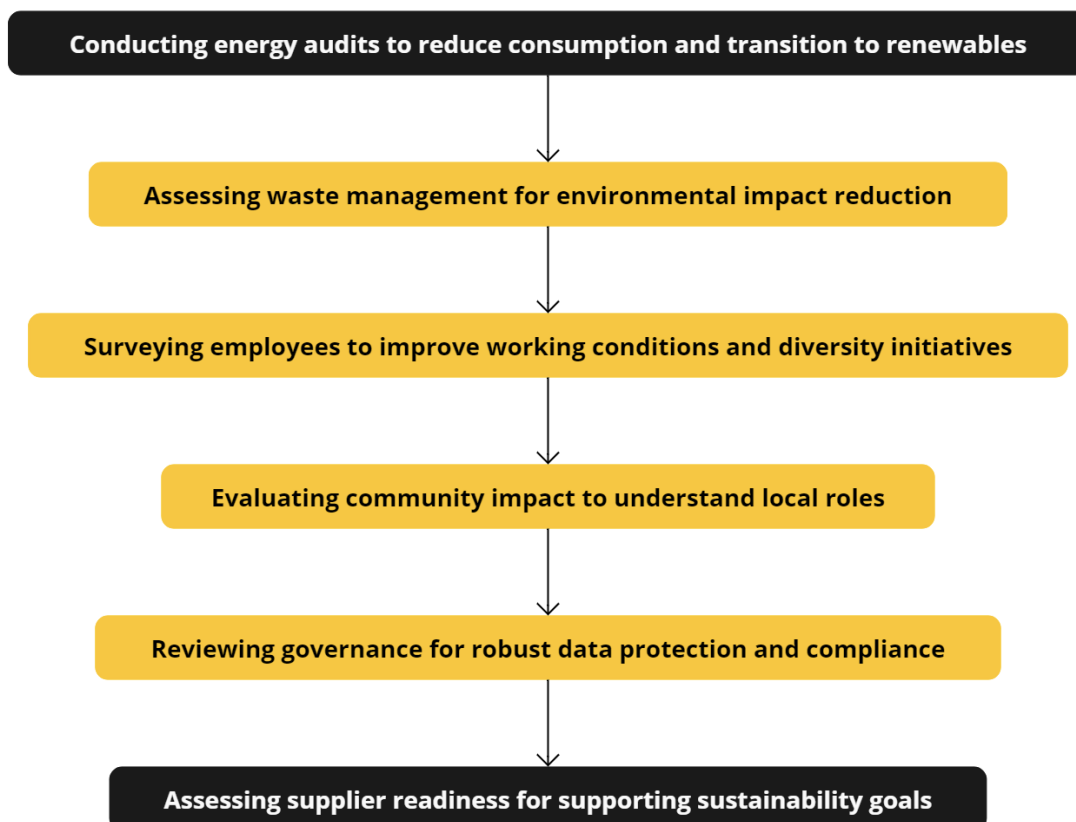 Conducting energy audits to reduce consumption and transition to renewables
Assessing waste management for environmental impact reduction
Surveying employees to improve working conditions and diversity initiatives
Evaluating community impact to understand local roles
Reviewing governance for robust data protection and compliance
Assessing supplier readiness for supporting sustainability goals